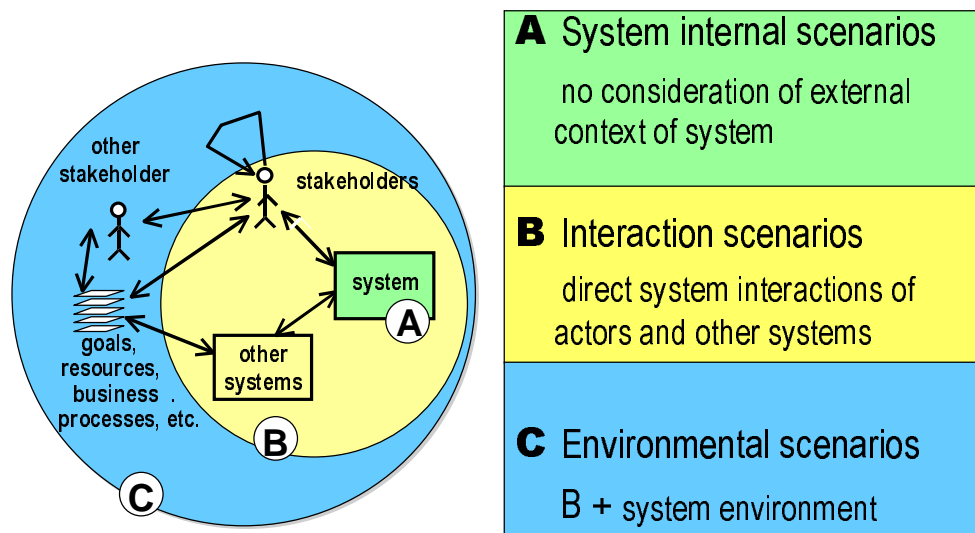 other
stakeholder
stakeholders
system
A
other
systems
goals,
resources,
business .
processes, etc.
B
C
A System internal scenarios
no consideration of external
context of system
B Interaction scenarios
direct system interactions of
actors and other systems
C Environmental scenarios
B + system environment